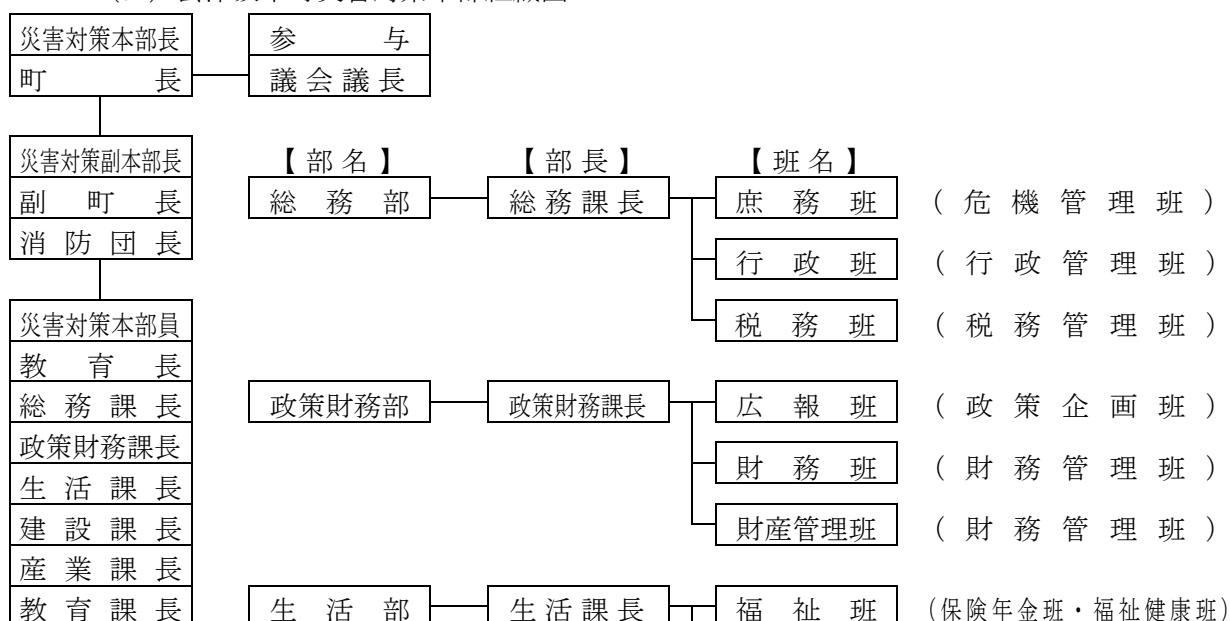 災害対策本部長 参与
町長 議会議長
災害対策副本部長 【部名】 【部長】 【班名】
副町長 総務部 総務課長 庶務班 (危機管理班)
消防団長
行政班 (行政管理班)
災害対策本部員 税務班 (税務管理班)
教育長
総務課長 政策財務部 政策財務課長 広報班 (政策企画班)
政策財務課長
生活課長 財務班 (財務管理班)
建設課長 財産管理班 (財務管理班)
産業課長
教育課長 生活部 生活課長 福祉班 (保険年金班・福祉健康班)